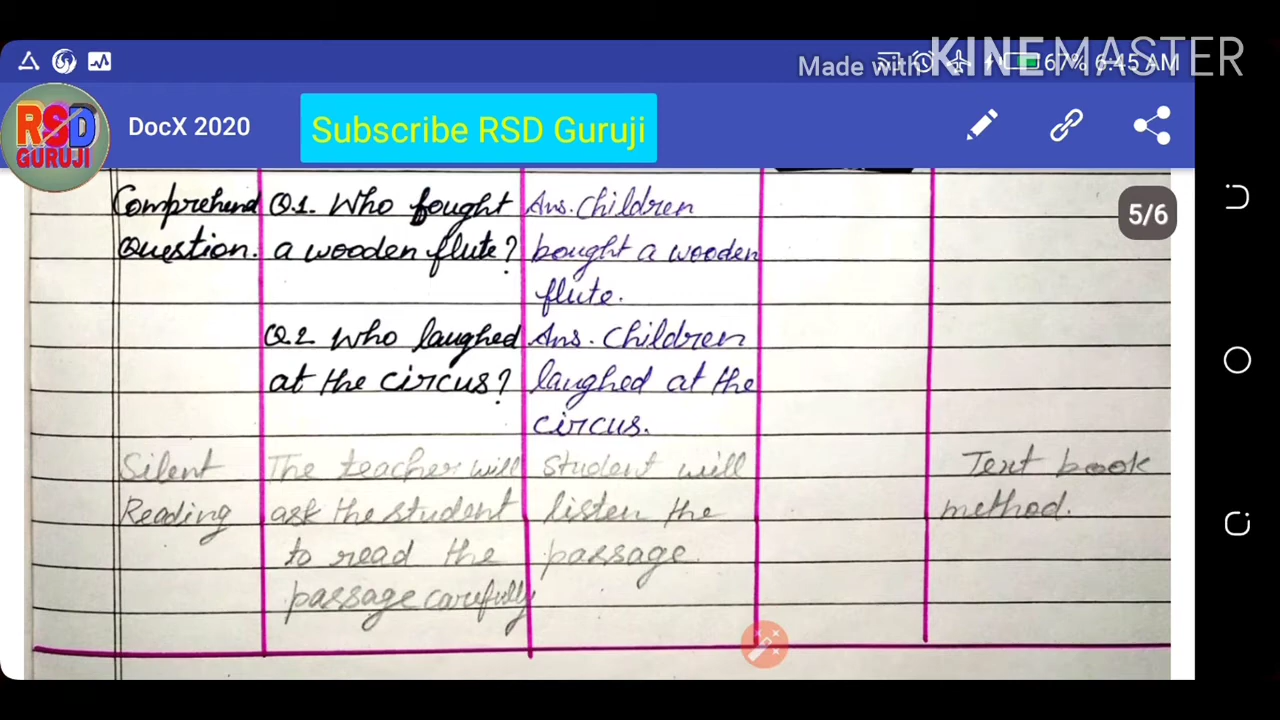 Made with KINEMASTER
67% 6:45 AM
RSD
GURUJI
DocX 2020
Subscribe RSD Guruji
5/6
Comprehend
Question.
Q.1. Who fought
a wooden flute?
Ans. Children
bought a wooden
flute.
Q.2. Who laughed
at the circus?
Ans. Children
laughed at the
circus.
Silent
Reading
The teacher will
ask the student
to read the
passage carefully
Student will
listen the
passage.
Text book
method.